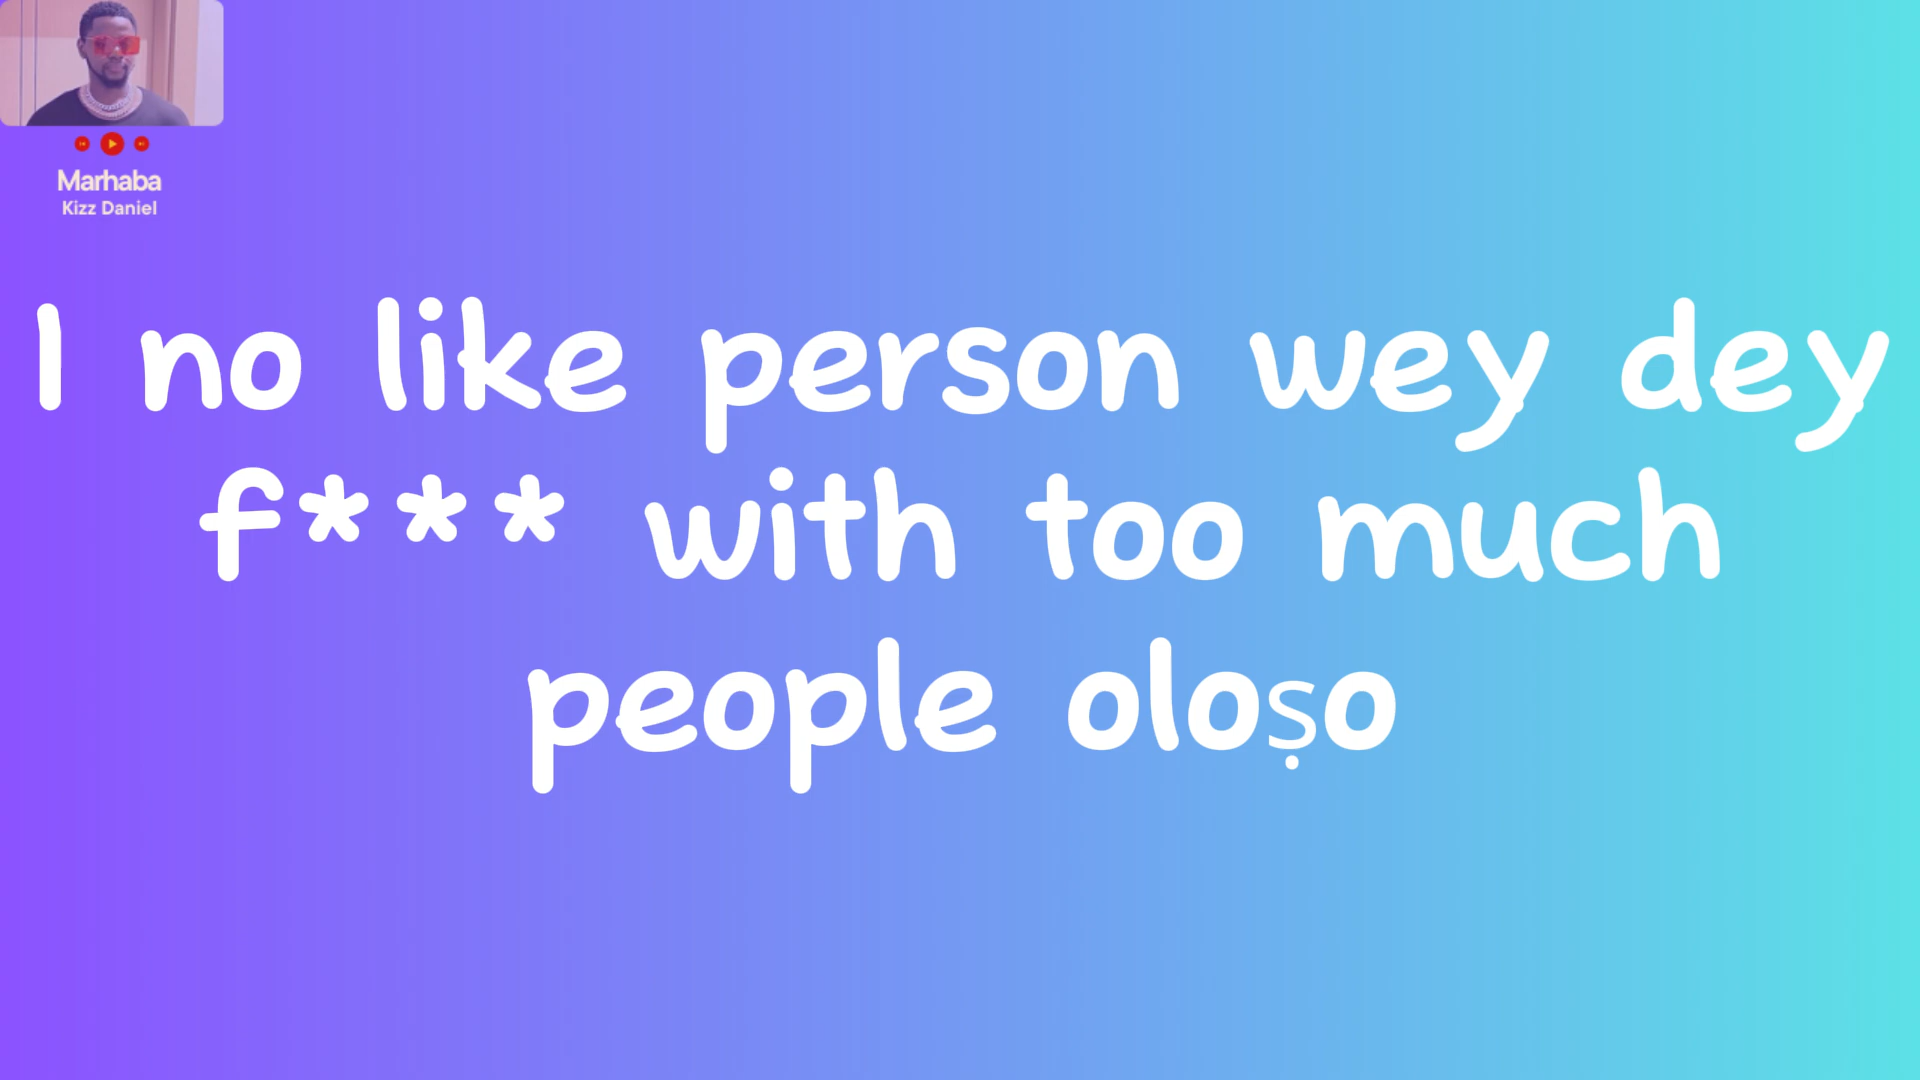 Marhaba
Kizz Daniel
I no like person wey dey
f*** with too much
people oloṣo